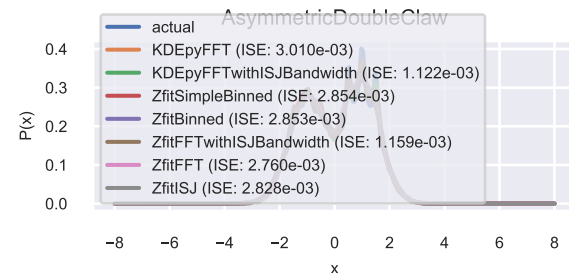 AsymmetricDoubleClaw
actual
KDEpyFFT (ISE: 3.010e-03)
KDEpyFFTwithISJBandwidth (ISE: 1.122e-03)
ZfitSimpleBinned (ISE: 2.854e-03)
ZfitBinned (ISE: 2.853e-03)
ZfitFFTwithISJBandwidth (ISE: 1.159e-03)
ZfitFFT (ISE: 2.760e-03)
ZfitISJ (ISE: 2.828e-03)
P(x)
0.4
0.3
0.2
0.1
0.0
−8 −6 −4 −2 0 2 4 6 8
x